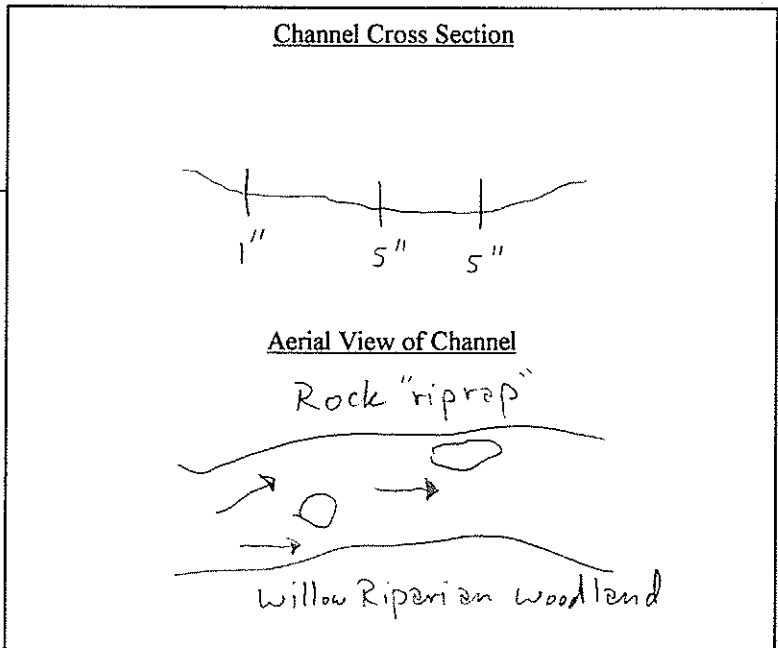 Channel Cross Section
1" 5" 5"
Aerial View of Channel
Rock "riprap"
Willow Riparian Woodland